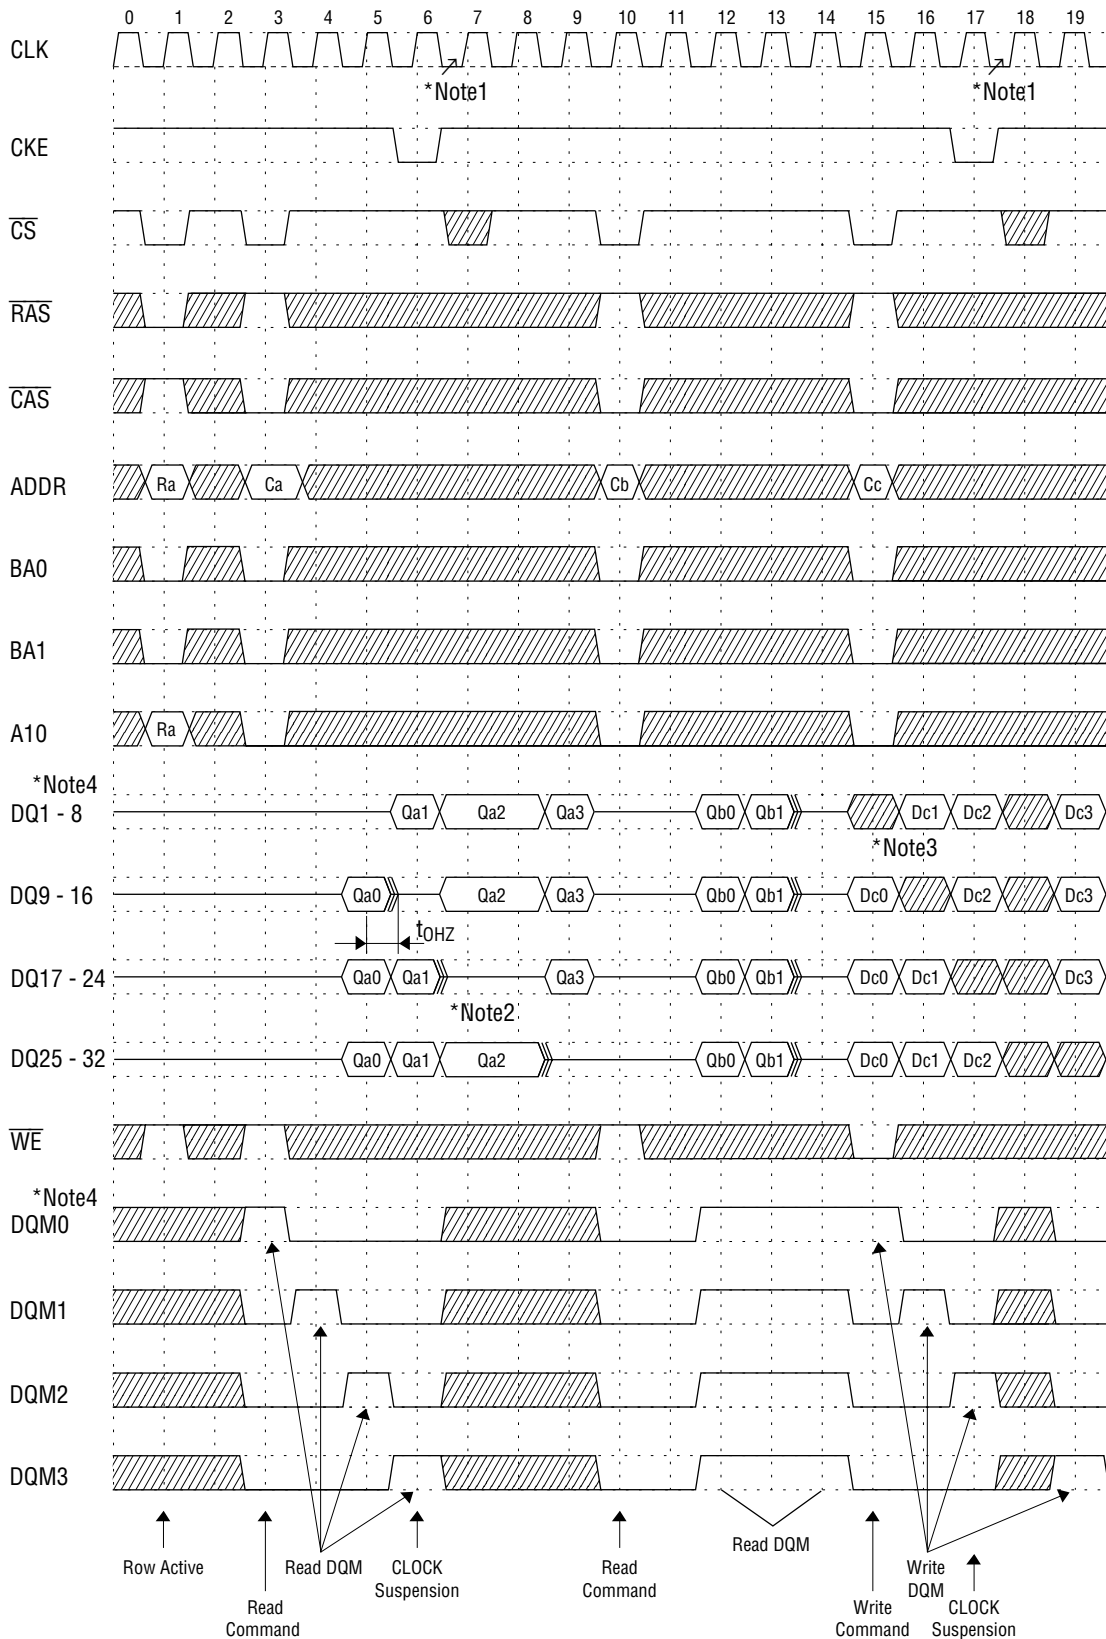 0 1 2 3 4 5 6 7 8 9 10 11 12 13 14 15 16 17 18 19
CLK
*Note1 *Note1
CKE
CS
RAS
CAS
ADDR Ra Ca Cb Cc
BA0
BA1
A10 Ra
*Note4
DQ1 - 8 Qa1 Qa2 Qa3 Qb0 Qb1 Dc1 Dc2 Dc3
*Note3
DQ9 - 16 Qa0 Qa2 Qa3 Qb0 Qb1 Dc0 Dc2 Dc3
tOHZ
DQ17 - 24 Qa0 Qa1 Qa3 Qb0 Qb1 Dc0 Dc1 Dc3
*Note2
DQ25 - 32 Qa0 Qa1 Qa2 Qb0 Qb1 Dc0 Dc1 Dc2
WE
*Note4
DQM0
DQM1
DQM2
DQM3
Row Active
Read Command
Read DQM
CLOCK Suspension
Read Command
Read DQM
Write Command
Write DQM
CLOCK Suspension